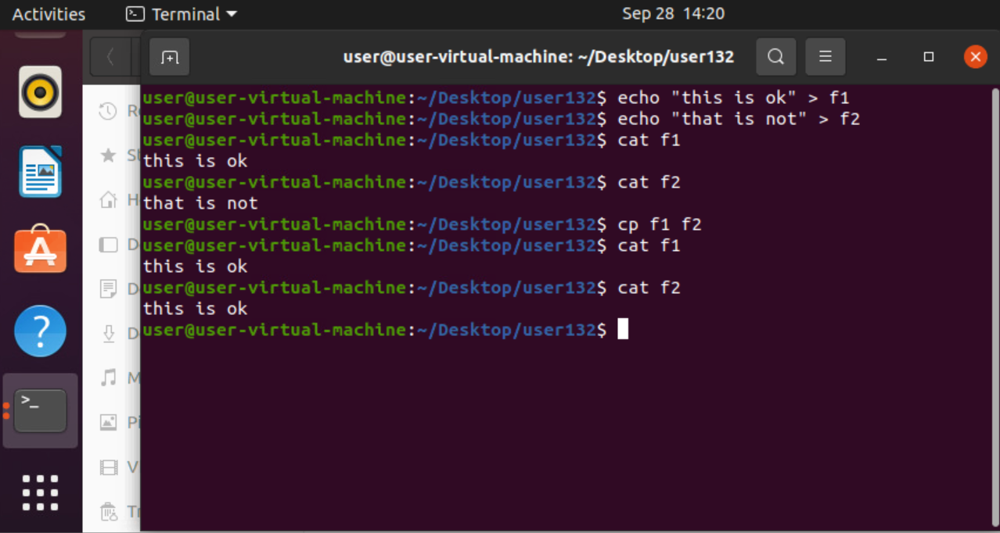 Activities
Terminal
Sep 28 14:20
user@user-virtual-machine: ~/Desktop/user132
user@user-virtual-machine:~/Desktop/user132$ echo "this is ok" > f1
user@user-virtual-machine:~/Desktop/user132$ echo "that is not" > f2
user@user-virtual-machine:~/Desktop/user132$ cat f1
this is ok
user@user-virtual-machine:~/Desktop/user132$ cat f2
that is not
user@user-virtual-machine:~/Desktop/user132$ cp f1 f2
user@user-virtual-machine:~/Desktop/user132$ cat f1
this is ok
user@user-virtual-machine:~/Desktop/user132$ cat f2
this is ok
user@user-virtual-machine:~/Desktop/user132$